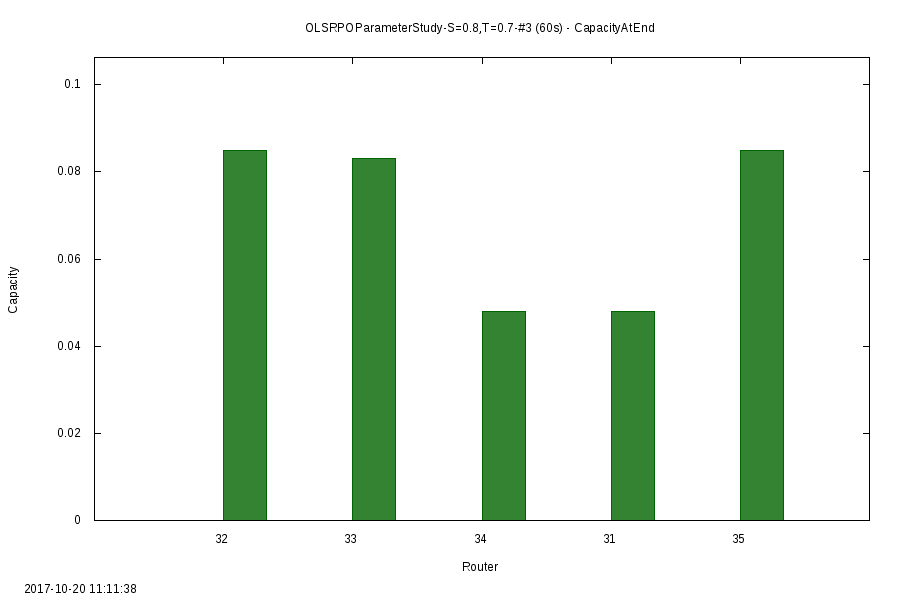 OLSRPOParameterStudy-S=0.8,T=0.7-#3 (60s) - CapacityAtEnd
0.1
0.08
0.06
0.04
0.02
0
Capacity
32 33 34 31 35
Router
2017-10-20 11:11:38